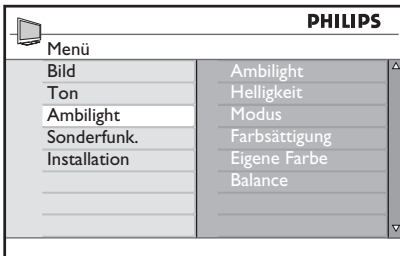 PHILIPS
Menü
Bild
Ton
Ambilight
Sonderfunk.
Installation
Ambilight
Helligkeit
Modus
Farbsättigung
Eigene Farbe
Balance